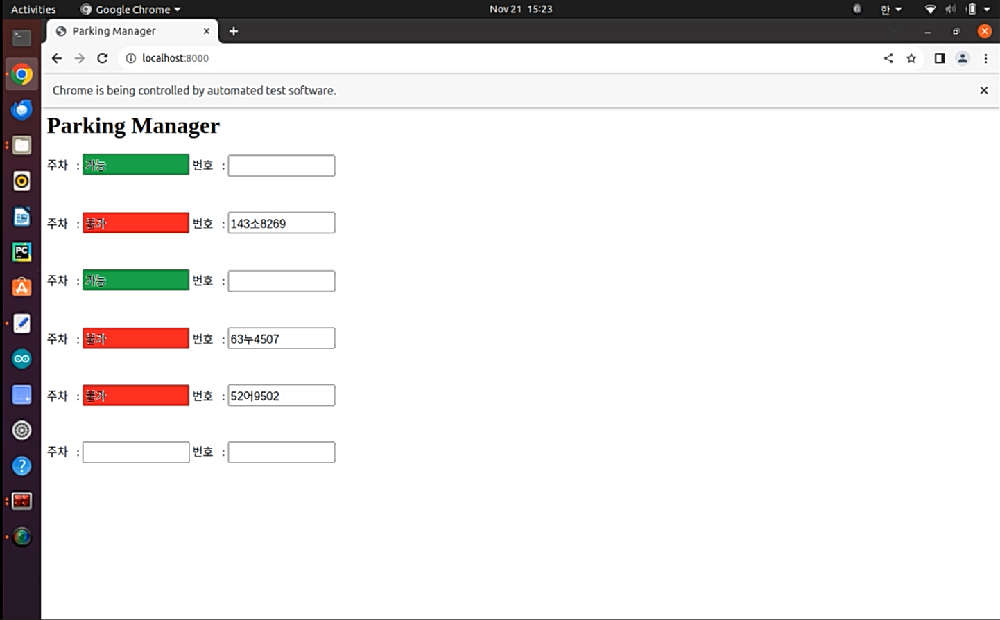 Activities Google Chrome Nov 21 15:23 한
Parking Manager
localhost:8000
Chrome is being controlled by automated test software.
Parking Manager
주차 : 가능 번호 :
주차 : 불가 번호 : 143소8269
주차 : 가능 번호 :
주차 : 불가 번호 : 63누4507
주차 : 불가 번호 : 52어9502
주차 : 번호 :
PC